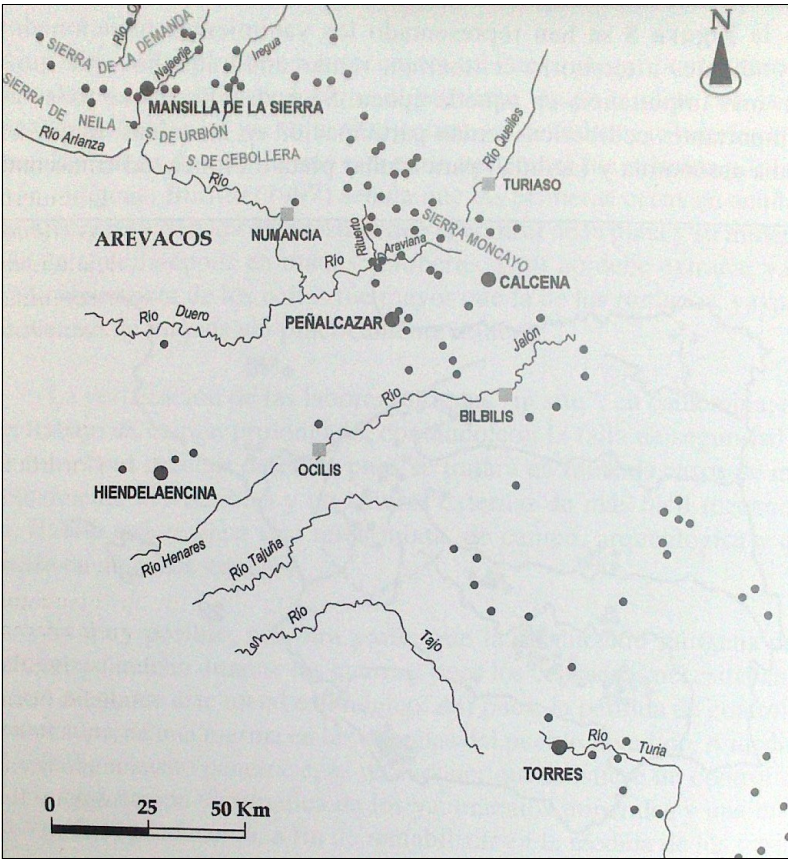 Río
SIERRA DE LA DEMANDA
Najerilla
Iregua
N
SIERRA DE NEILA
MANSILLA DE LA SIERRA
Río Arlanza
S. DE URBIÓN
S. DE CEBOLLERA
Río Queiles
Río
TURIASO
NUMANCIA
AREVACOS
Rituerto
Araviana
SIERRA MONCAYO
Río
CALCENA
Río Duero
PEÑALCAZAR
Jalón
Río
BILBILIS
OCILIS
HIENDELAENCINA
Río Henares
Río Tajuña
Río Tajo
Río Turia
TORRES
0 25 50 Km